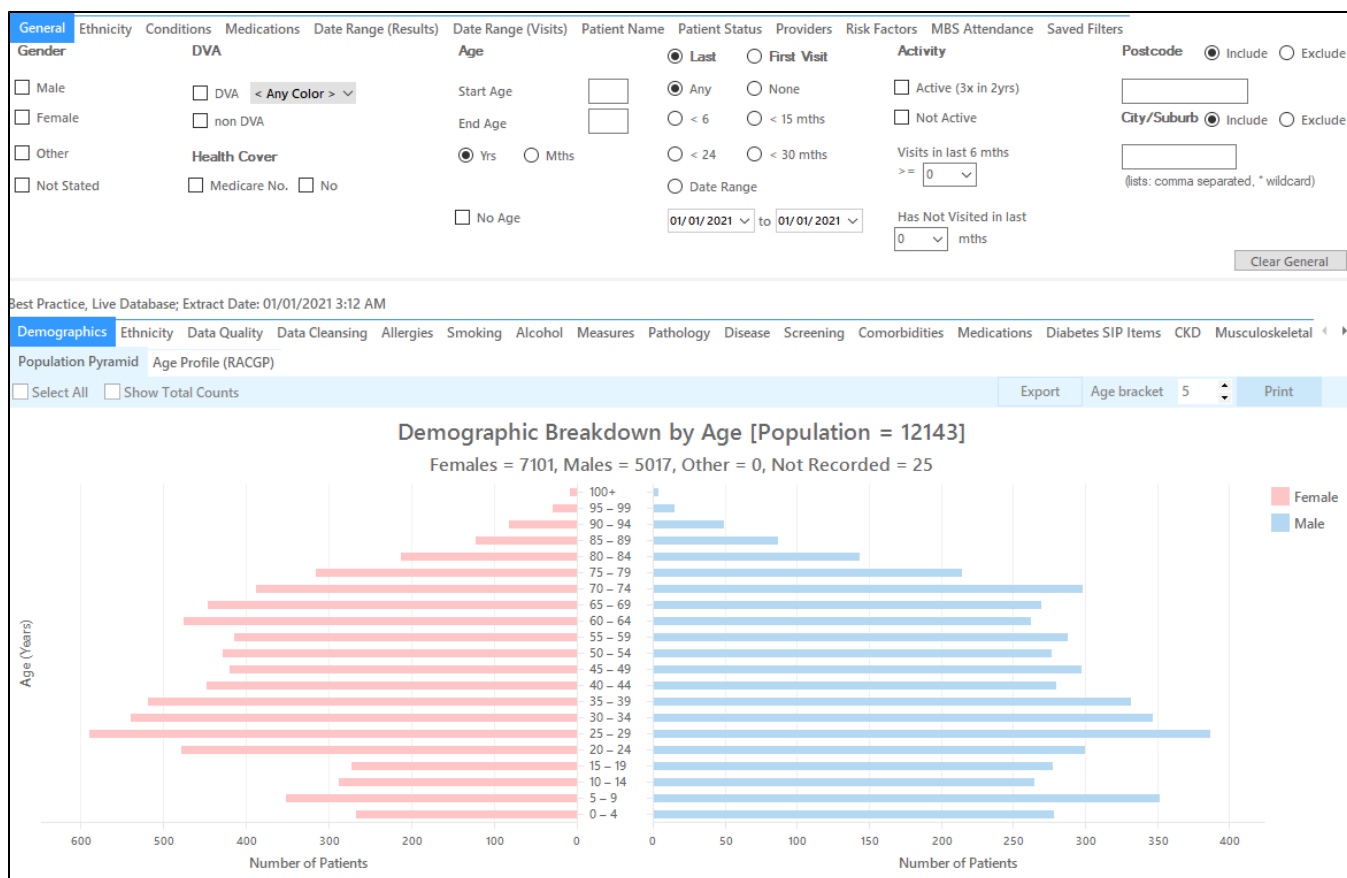 General Ethnicity Conditions Medications Date Range (Results) Date Range (Visits) Patient Name Patient Status Providers Risk Factors MBS Attendance Saved Filters
Gender DVA Age Last First Visit Activity Postcode Include Exclude
Male DVA < Any Color > Start Age Any None Active (3x in 2yrs)
Female non DVA End Age < 6 < 15 mths Not Active City/Suburb Include Exclude
Other Health Cover Yrs Mths < 24 < 30 mths Visits in last 6 mths
Not Stated Medicare No. No Date Range >= 0 (lists: comma separated, * wildcard)
No Age 01/01/2021 to 01/01/2021 Has Not Visited in last
0 mths
Clear General
Best Practice, Live Database; Extract Date: 01/01/2021 3:12 AM
Demographics Ethnicity Data Quality Data Cleansing Allergies Smoking Alcohol Measures Pathology Disease Screening Comorbidities Medications Diabetes SIP Items CKD Musculoskeletal
Population Pyramid Age Profile (RACGP)
Select All Show Total Counts Export Age bracket 5 Print
Demographic Breakdown by Age [Population = 12143]
Females = 7101, Males = 5017, Other = 0, Not Recorded = 25
100+
95 – 99
90 – 94
85 – 89
80 – 84
75 – 79
70 – 74
65 – 69
60 – 64
55 – 59
50 – 54
45 – 49
40 – 44
35 – 39
30 – 34
25 – 29
20 – 24
15 – 19
10 – 14
5 – 9
0 – 4
Female
Male
Age (Years)
600 500 400 300 200 100 0 0 50 100 150 200 250 300 350 400
Number of Patients Number of Patients